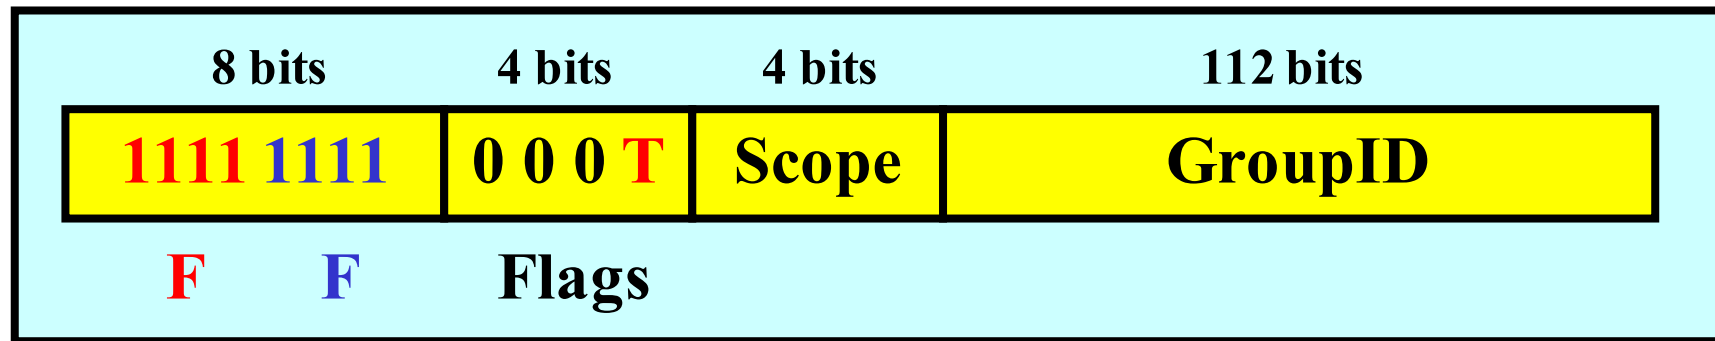 8 bits 4 bits 4 bits 112 bits
1111 1111 0 0 0 T Scope GroupID
F F Flags